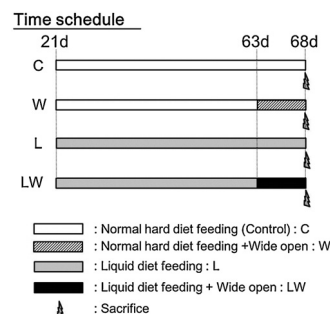 Time schedule
21d 63d 68d
C
W
L
LW
: Normal hard diet feeding (Control) : C
: Normal hard diet feeding +Wide open : W
: Liquid diet feeding : L
: Liquid diet feeding + Wide open : LW
: Sacrifice